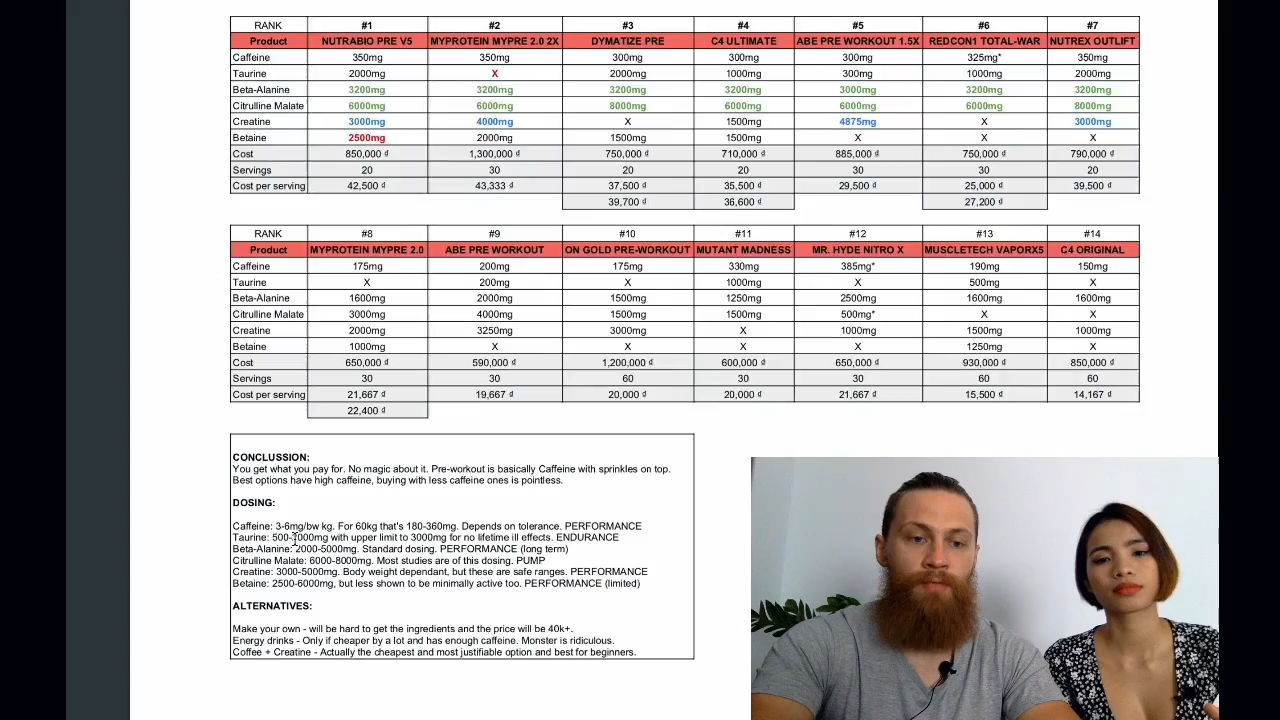 RANK #1 #2 #3 #4 #5 #6 #7
Product NUTRABIO PRE V5 MYPROTEIN MYPRE 2.0 2X DYMATIZE PRE C4 ULTIMATE ABE PRE WORKOUT 1.5X REDCON1 TOTAL-WAR NUTREX OUTLIFT
Caffeine 350mg 350mg 300mg 300mg 300mg 325mg* 350mg
Taurine 2000mg X 2000mg 1000mg 300mg 1000mg 2000mg
Beta-Alanine 3200mg 3200mg 3200mg 3200mg 3000mg 3200mg 3200mg
Citrulline Malate 6000mg 6000mg 8000mg 6000mg 6000mg 6000mg 8000mg
Creatine 3000mg 4000mg X 1500mg 4875mg X 3000mg
Betaine 2500mg 2000mg 1500mg 1500mg X X X
Cost 850,000 ₫ 1,300,000 ₫ 750,000 ₫ 710,000 ₫ 885,000 ₫ 750,000 ₫ 790,000 ₫
Servings 20 30 20 20 30 30 20
Cost per serving 42,500 ₫ 43,333 ₫ 37,500 ₫ 35,500 ₫ 29,500 ₫ 25,000 ₫ 39,500 ₫
39,700 ₫ 36,600 ₫ 27,200 ₫
RANK #8 #9 #10 #11 #12 #13 #14
Product MYPROTEIN MYPRE 2.0 ABE PRE WORKOUT ON GOLD PRE-WORKOUT MUTANT MADNESS MR. HYDE NITRO X MUSCLETECH VAPORX5 C4 ORIGINAL
Caffeine 175mg 200mg 175mg 330mg 385mg* 190mg 150mg
Taurine X 200mg X 1000mg X 500mg X
Beta-Alanine 1600mg 2000mg 1500mg 1250mg 2500mg 1600mg 1600mg
Citrulline Malate 3000mg 4000mg 1500mg 1500mg 500mg* X X
Creatine 2000mg 3250mg 3000mg X 1000mg 1500mg 1000mg
Betaine 1000mg X X X X 1250mg X
Cost 650,000 ₫ 590,000 ₫ 1,200,000 ₫ 600,000 ₫ 650,000 ₫ 930,000 ₫ 850,000 ₫
Servings 30 30 60 30 30 60 60
Cost per serving 21,667 ₫ 19,667 ₫ 20,000 ₫ 20,000 ₫ 21,667 ₫ 15,500 ₫ 14,167 ₫
22,400 ₫
CONCLUSSION:
You get what you pay for. No magic about it. Pre-workout is basically Caffeine with sprinkles on top.
Best options have high caffeine, buying with less caffeine ones is pointless.
DOSING:
Caffeine: 3-6mg/bw kg. For 60kg that's 180-360mg. Depends on tolerance. PERFORMANCE
Taurine: 500-1000mg with upper limit to 3000mg for no lifetime ill effects. ENDURANCE
Beta-Alanine: 2000-5000mg. Standard dosing. PERFORMANCE (long term)
Citrulline Malate: 6000-8000mg. Most studies are of this dosing. PUMP
Creatine: 3000-5000mg. Body weight dependant, but these are safe ranges. PERFORMANCE
Betaine: 2500-6000mg, but less shown to be minimally active too. PERFORMANCE (limited)
ALTERNATIVES:
Make your own - will be hard to get the ingredients and the price will be 40k+.
Energy drinks - Only if cheaper by a lot and has enough caffeine. Monster is ridiculous.
Coffee + Creatine - Actually the cheapest and most justifiable option and best for beginners.